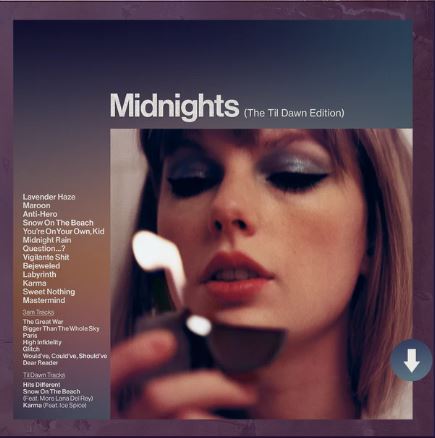 Midnights (The Til Dawn Edition)
Lavender Haze
Maroon
Anti-Hero
Snow On The Beach
You're On Your Own, Kid
Midnight Rain
Question...?
Vigilante Shit
Bejeweled
Labyrinth
Karma
Sweet Nothing
Mastermind
3am Tracks
The Great War
Bigger Than The Whole Sky
Paris
High Infidelity
Glitch
Would've, Could've, Should've
Dear Reader
Til Dawn Tracks
Hits Different
Snow On The Beach
(Feat. More Lana Del Rey)
Karma (Feat. Ice Spice)